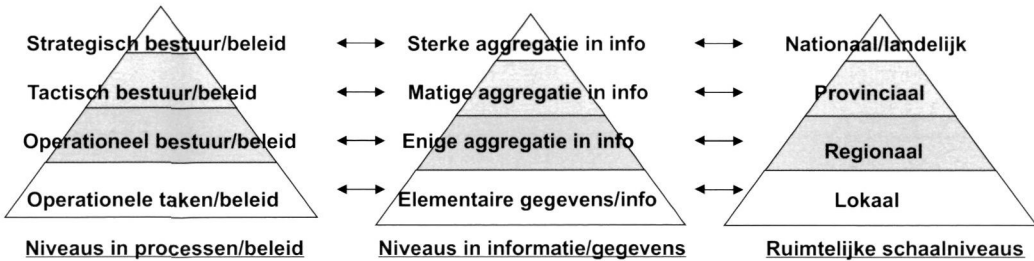 Strategisch bestuur/beleid Sterke aggregatie in info Nationaal/landelijk
Tactisch bestuur/beleid Matige aggregatie in info Provinciaal
Operationeel bestuur/beleid Enige aggregatie in info Regionaal
Operationele taken/beleid Elementaire gegevens/info Lokaal
Niveaus in processen/beleid Niveaus in informatie/gegevens Ruimtelijke schaalniveaus